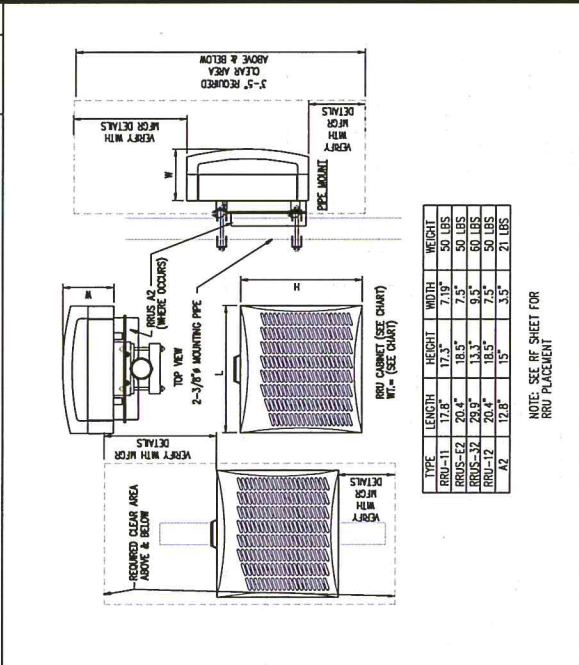 3'-5" REQUIRED
CLEAR AREA
ABOVE & BELOW
VERIFY WITH
MFGR DETAILS
VERIFY
WITH
MFGR
DETAILS
W
PIPE MOUNT
W
RRUS A2
(WHERE OCCURS)
TOP VIEW
2-3/8"ø MOUNTING PIPE
L
H
RRU CABINET (SEE CHART)
WT.= (SEE CHART)
REQUIRED CLEAR AREA
ABOVE & BELOW
VERIFY WITH MFGR
DETAILS
VERIFY
WITH
MFGR
DETAILS
TYPE LENGTH HEIGHT WIDTH WEIGHT
RRU-11 17.8" 17.3" 7.19" 50 LBS
RRUS-E2 20.4" 18.5" 7.5" 50 LBS
RRUS-32 29.9" 13.3" 9.5" 60 LBS
RRU-12 20.4" 18.5" 7.5" 50 LBS
A2 12.8" 15" 3.5" 21 LBS
NOTE: SEE RF SHEET FOR
RRU PLACEMENT